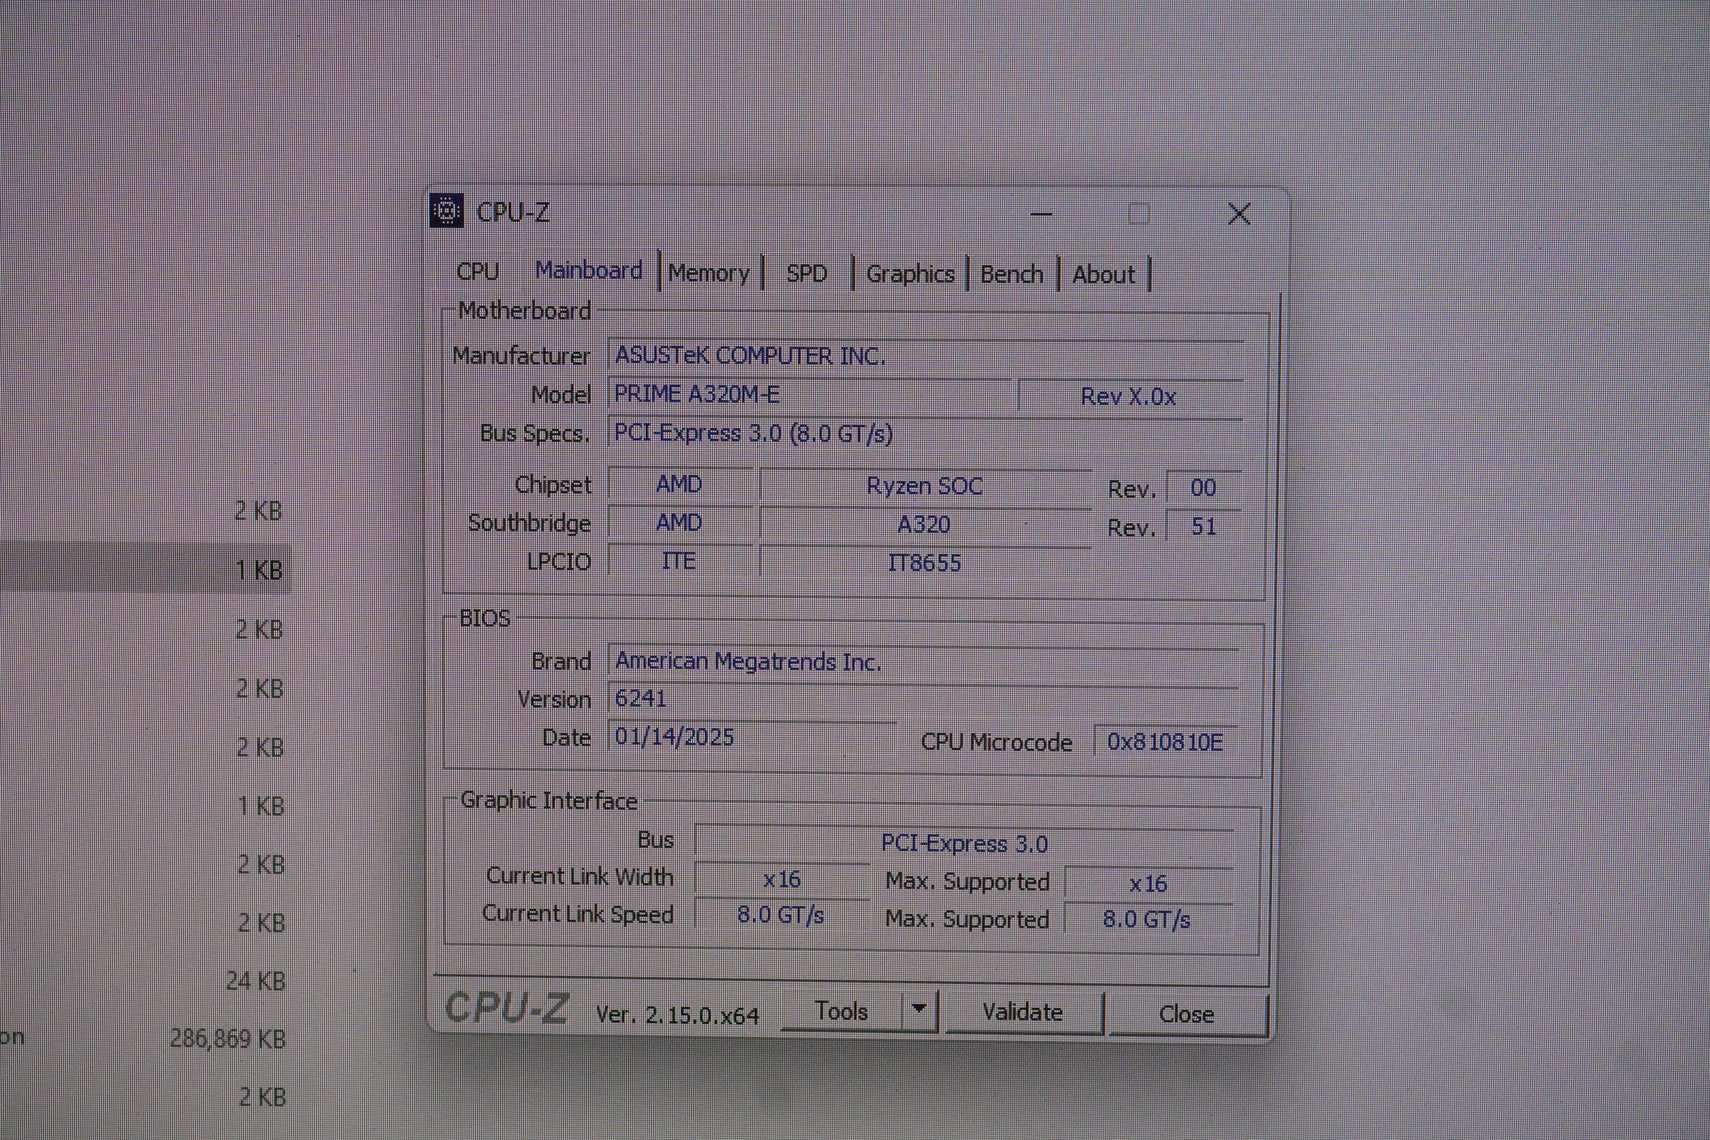 CPU-Z
CPU Mainboard Memory SPD Graphics Bench About
Motherboard
Manufacturer ASUSTeK COMPUTER INC.
Model PRIME A320M-E Rev X.0x
Bus Specs. PCI-Express 3.0 (8.0 GT/s)
Chipset AMD Ryzen SOC Rev. 00
Southbridge AMD A320 Rev. 51
LPCIO ITE IT8655
BIOS
Brand American Megatrends Inc.
Version 6241
Date 01/14/2025 CPU Microcode 0x810810E
Graphic Interface
Bus PCI-Express 3.0
Current Link Width x16 Max. Supported x16
Current Link Speed 8.0 GT/s Max. Supported 8.0 GT/s
CPU-Z Ver. 2.15.0.x64 Tools Validate Close
2 KB
1 KB
2 KB
2 KB
2 KB
1 KB
2 KB
2 KB
24 KB
on 286,869 KB
2 KB